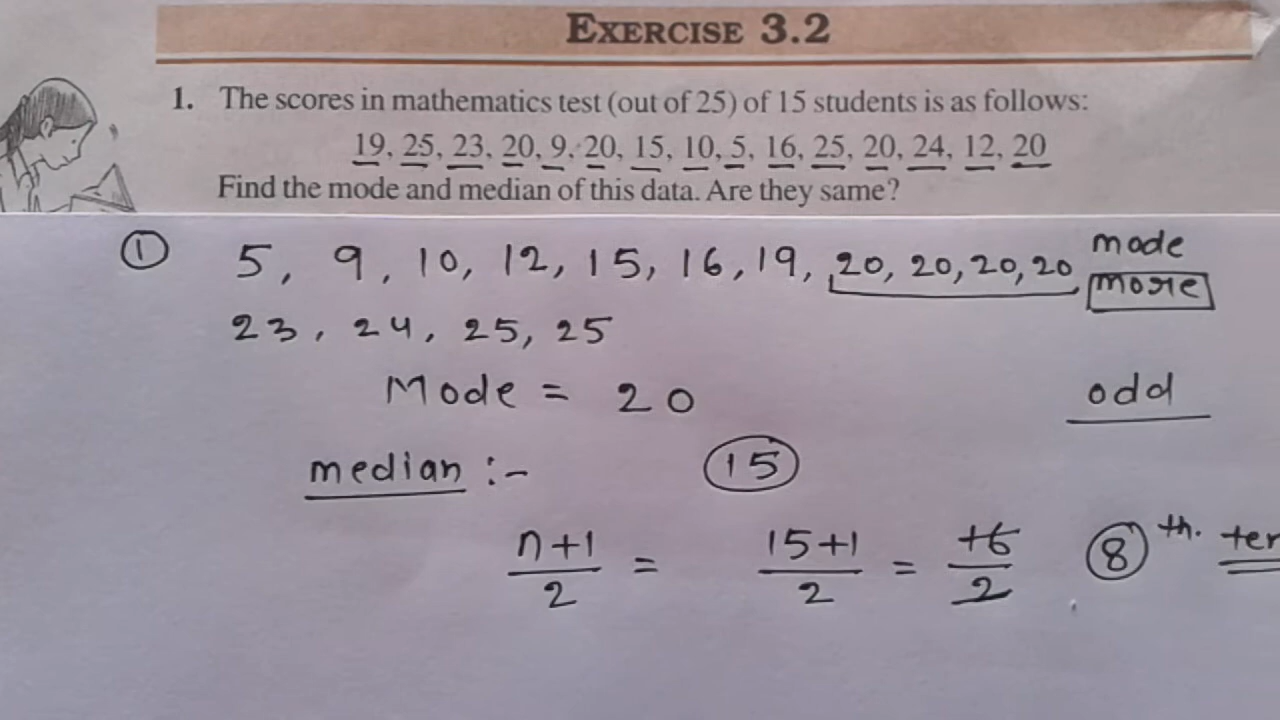 EXERCISE 3.2
1. The scores in mathematics test (out of 25) of 15 students is as follows:
19, 25, 23, 20, 9, 20, 15, 10, 5, 16, 25, 20, 24, 12, 20
Find the mode and median of this data. Are they same?
① 5, 9, 10, 12, 15, 16, 19, 20, 20, 20, 20 mode
more
23, 24, 25, 25
Mode = 20 odd
median :- 15
n+1/2 = 15+1/2 = 16/2 8th. ter